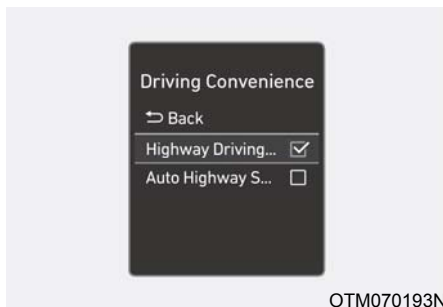 Driving Convenience
Back
Highway Driving...
Auto Highway S...
OTM070193N